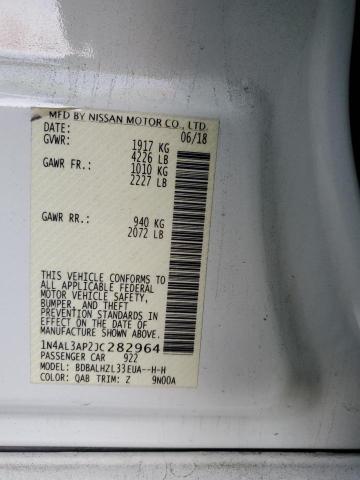 MFD BY NISSAN MOTOR CO., LTD.
DATE: 06/18
GVWR: 1917 KG
4226 LB
GAWR FR.: 1010 KG
2227 LB
GAWR RR.: 940 KG
2072 LB
THIS VEHICLE CONFORMS TO
ALL APPLICABLE FEDERAL
MOTOR VEHICLE SAFETY,
BUMPER, AND THEFT
PREVENTION STANDARDS IN
EFFECT ON THE DATE OF
MANUFACTURE SHOWN ABOVE.
1N4AL3AP2JC282964
PASSENGER CAR 922
MODEL: BDBALHZL33EUA--H-H
COLOR: QAB TRIM: Z 9N00A